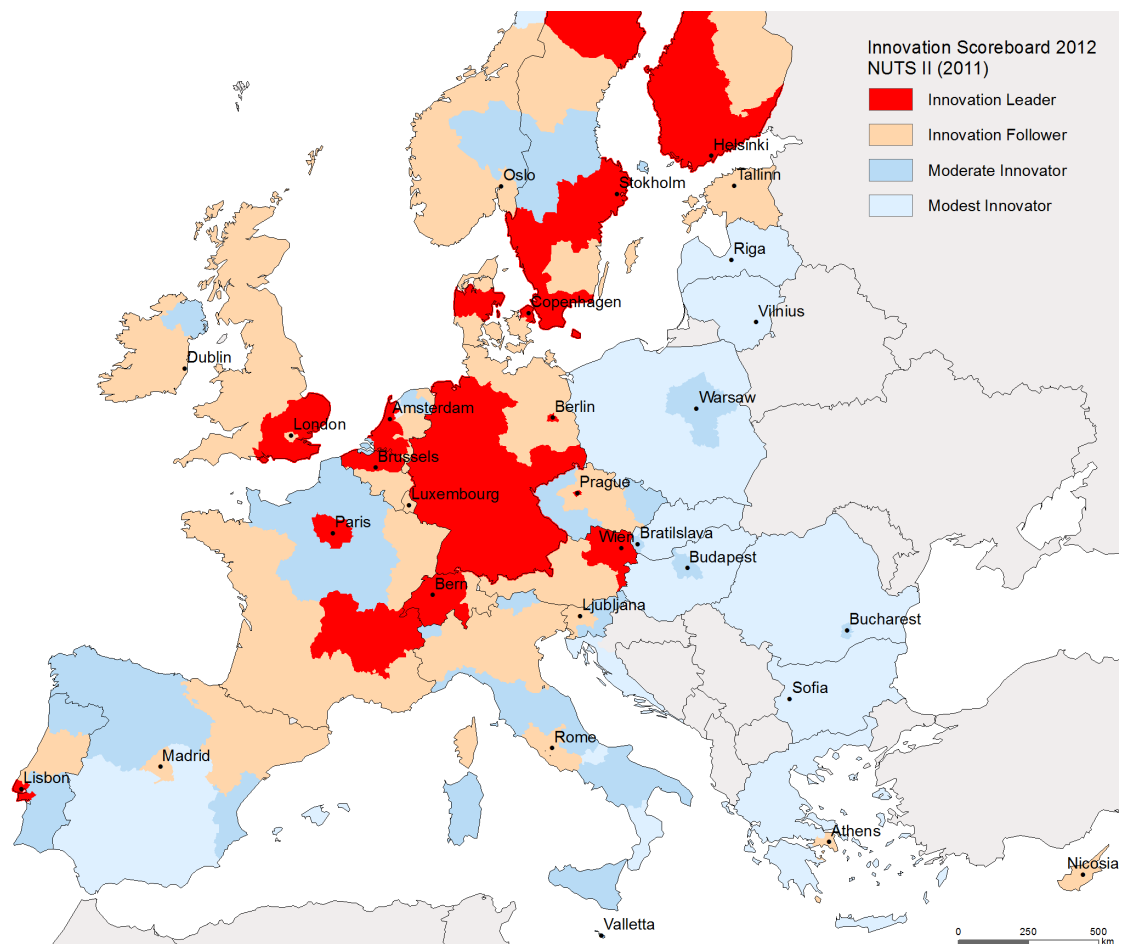 Innovation Scoreboard 2012
NUTS II (2011)
Innovation Leader
Innovation Follower
Moderate Innovator
Modest Innovator
Helsinki
Oslo
Tallinn
Stokholm
Riga
Copenhagen
Vilnius
Dublin
Amsterdam
Berlin
Warsaw
London
Brussels
Prague
Luxembourg
Paris
Wien
Bratilslava
Budapest
Bern
Ljubljana
Bucharest
Sofia
Rome
Madrid
Lisbon
Athens
Nicosia
Valletta
0 250 500
km